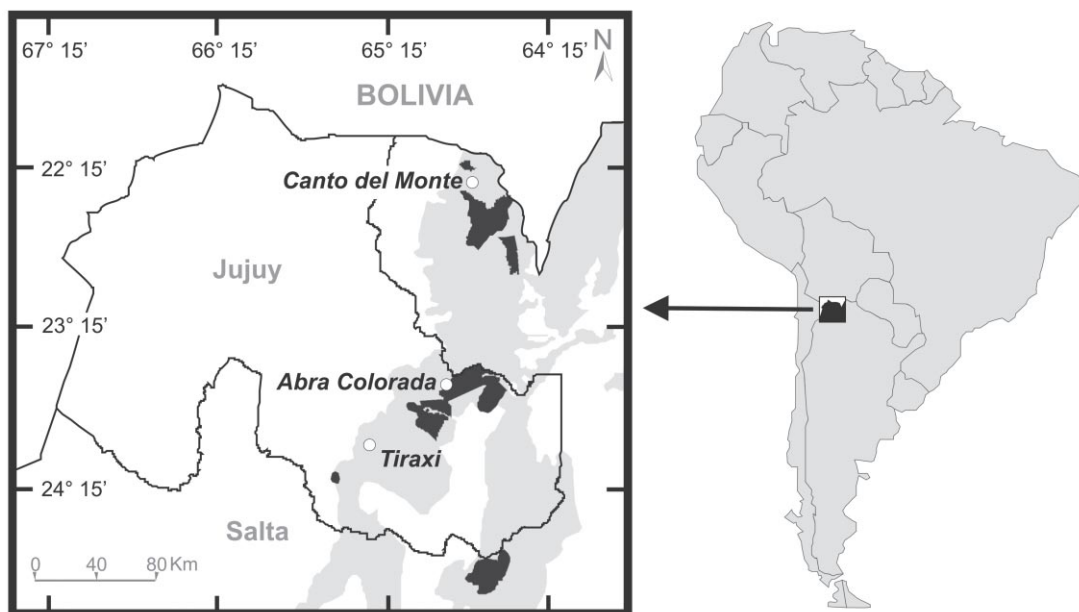 67° 15’ 66° 15’ 65° 15’ 64° 15’
N
BOLIVIA
22° 15’
Canto del Monte
Jujuy
23° 15’
Abra Colorada
Tiraxi
24° 15’
Salta
0 40 80 Km